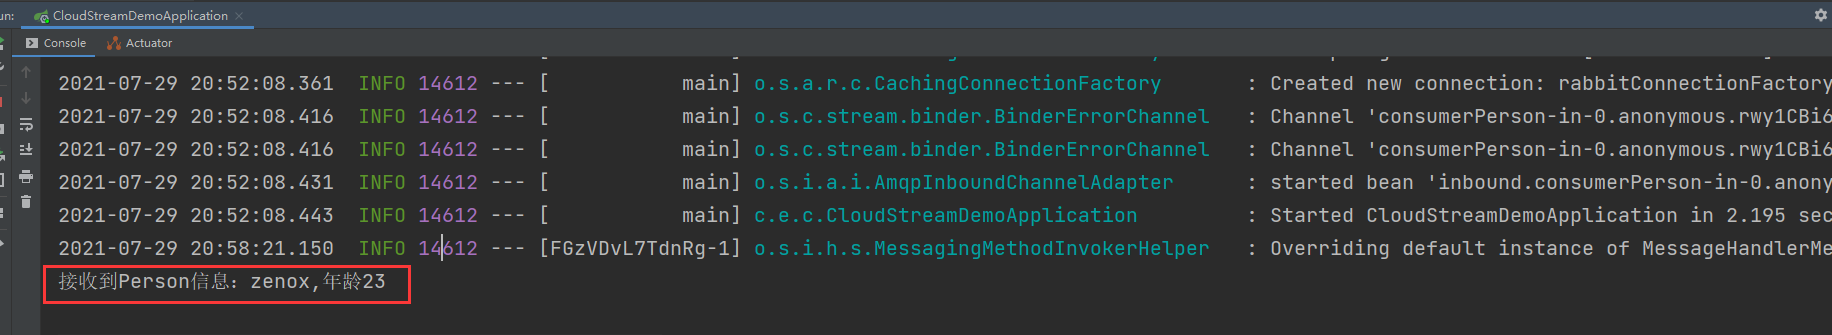 un: CloudStreamDemoApplication ×
Console Actuator
2021-07-29 20:52:08.361 INFO 14612 --- [ main] o.s.a.r.c.CachingConnectionFactory : Created new connection: rabbitConnectionFactory
2021-07-29 20:52:08.416 INFO 14612 --- [ main] o.s.c.stream.binder.BinderErrorChannel : Channel 'consumerPerson-in-0.anonymous.rwy1CBi6
2021-07-29 20:52:08.416 INFO 14612 --- [ main] o.s.c.stream.binder.BinderErrorChannel : Channel 'consumerPerson-in-0.anonymous.rwy1CBi6
2021-07-29 20:52:08.431 INFO 14612 --- [ main] o.s.i.a.i.AmqpInboundChannelAdapter : started bean 'inbound.consumerPerson-in-0.anony
2021-07-29 20:52:08.443 INFO 14612 --- [ main] c.e.c.CloudStreamDemoApplication : Started CloudStreamDemoApplication in 2.195 sec
2021-07-29 20:58:21.150 INFO 14612 --- [FGzVDvL7TdnRg-1] o.s.i.h.s.MessagingMethodInvokerHelper : Overriding default instance of MessageHandlerMe
接收到Person信息：zenox,年龄23